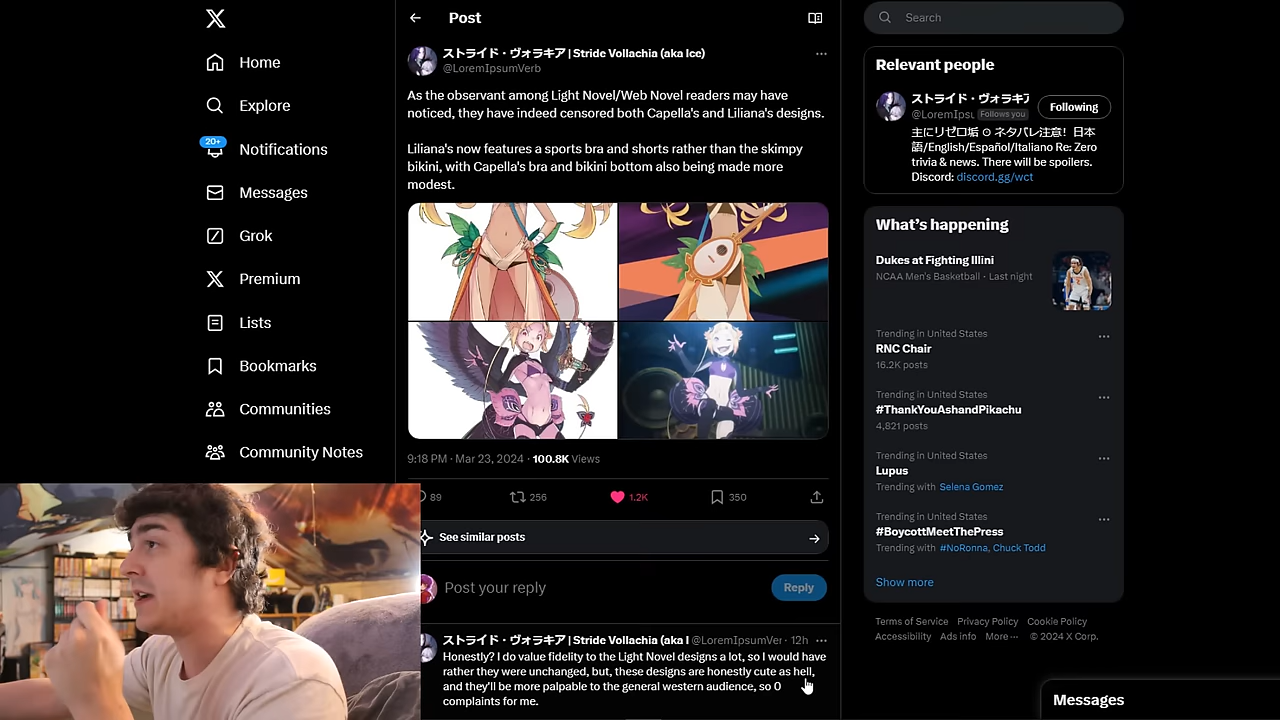 Home
Explore
20+
Notifications
Messages
Grok
Premium
Lists
Bookmarks
Communities
Community Notes
Post
ストライド・ヴォラキア | Stride Vollachia (aka Ice)
@LoremIpsumVerb
As the observant among Light Novel/Web Novel readers may have
noticed, they have indeed censored both Capella's and Liliana's designs.
Liliana's now features a sports bra and shorts rather than the skimpy
bikini, with Capella's bra and bikini bottom also being made more
modest.
9:18 PM · Mar 23, 2024 · 100.8K Views
89
256
1.2K
350
See similar posts
Post your reply
Reply
ストライド・ヴォラキア | Stride Vollachia (aka I @LoremIpsumVer · 12h
Honestly? I do value fidelity to the Light Novel designs a lot, so I would have
rather they were unchanged, but, these designs are honestly cute as hell,
and they'll be more palpable to the general western audience, so 0
complaints for me.
Search
Relevant people
ストライド・ヴォラキア
@LoremIpsu Follows you
Following
主にリゼロ垢 ⊙ ネタバレ注意！日本
語/English/Español/Italiano Re: Zero
trivia & news. There will be spoilers.
Discord: discord.gg/wct
What's happening
Dukes at Fighting Illini
NCAA Men's Basketball · Last night
Trending in United States
RNC Chair
16.2K posts
Trending in United States
#ThankYouAshandPikachu
4,821 posts
Trending in United States
Lupus
Trending with Selena Gomez
Trending in United States
#BoycottMeetThePress
Trending with #NoRonna, Chuck Todd
Show more
Terms of Service Privacy Policy Cookie Policy
Accessibility Ads info More ··· © 2024 X Corp.
Messages